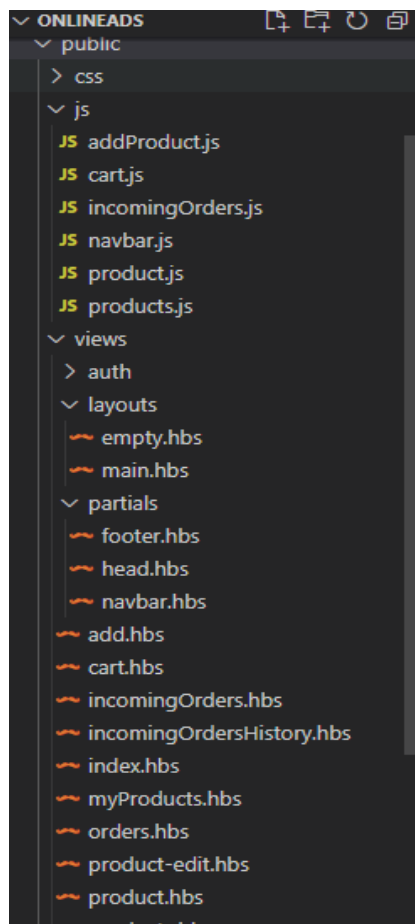 ONLINEADS
public
css
js
JS addProduct.js
JS cart.js
JS incomingOrders.js
JS navbar.js
JS product.js
JS products.js
views
auth
layouts
empty.hbs
main.hbs
partials
footer.hbs
head.hbs
navbar.hbs
add.hbs
cart.hbs
incomingOrders.hbs
incomingOrdersHistory.hbs
index.hbs
myProducts.hbs
orders.hbs
product-edit.hbs
product.hbs